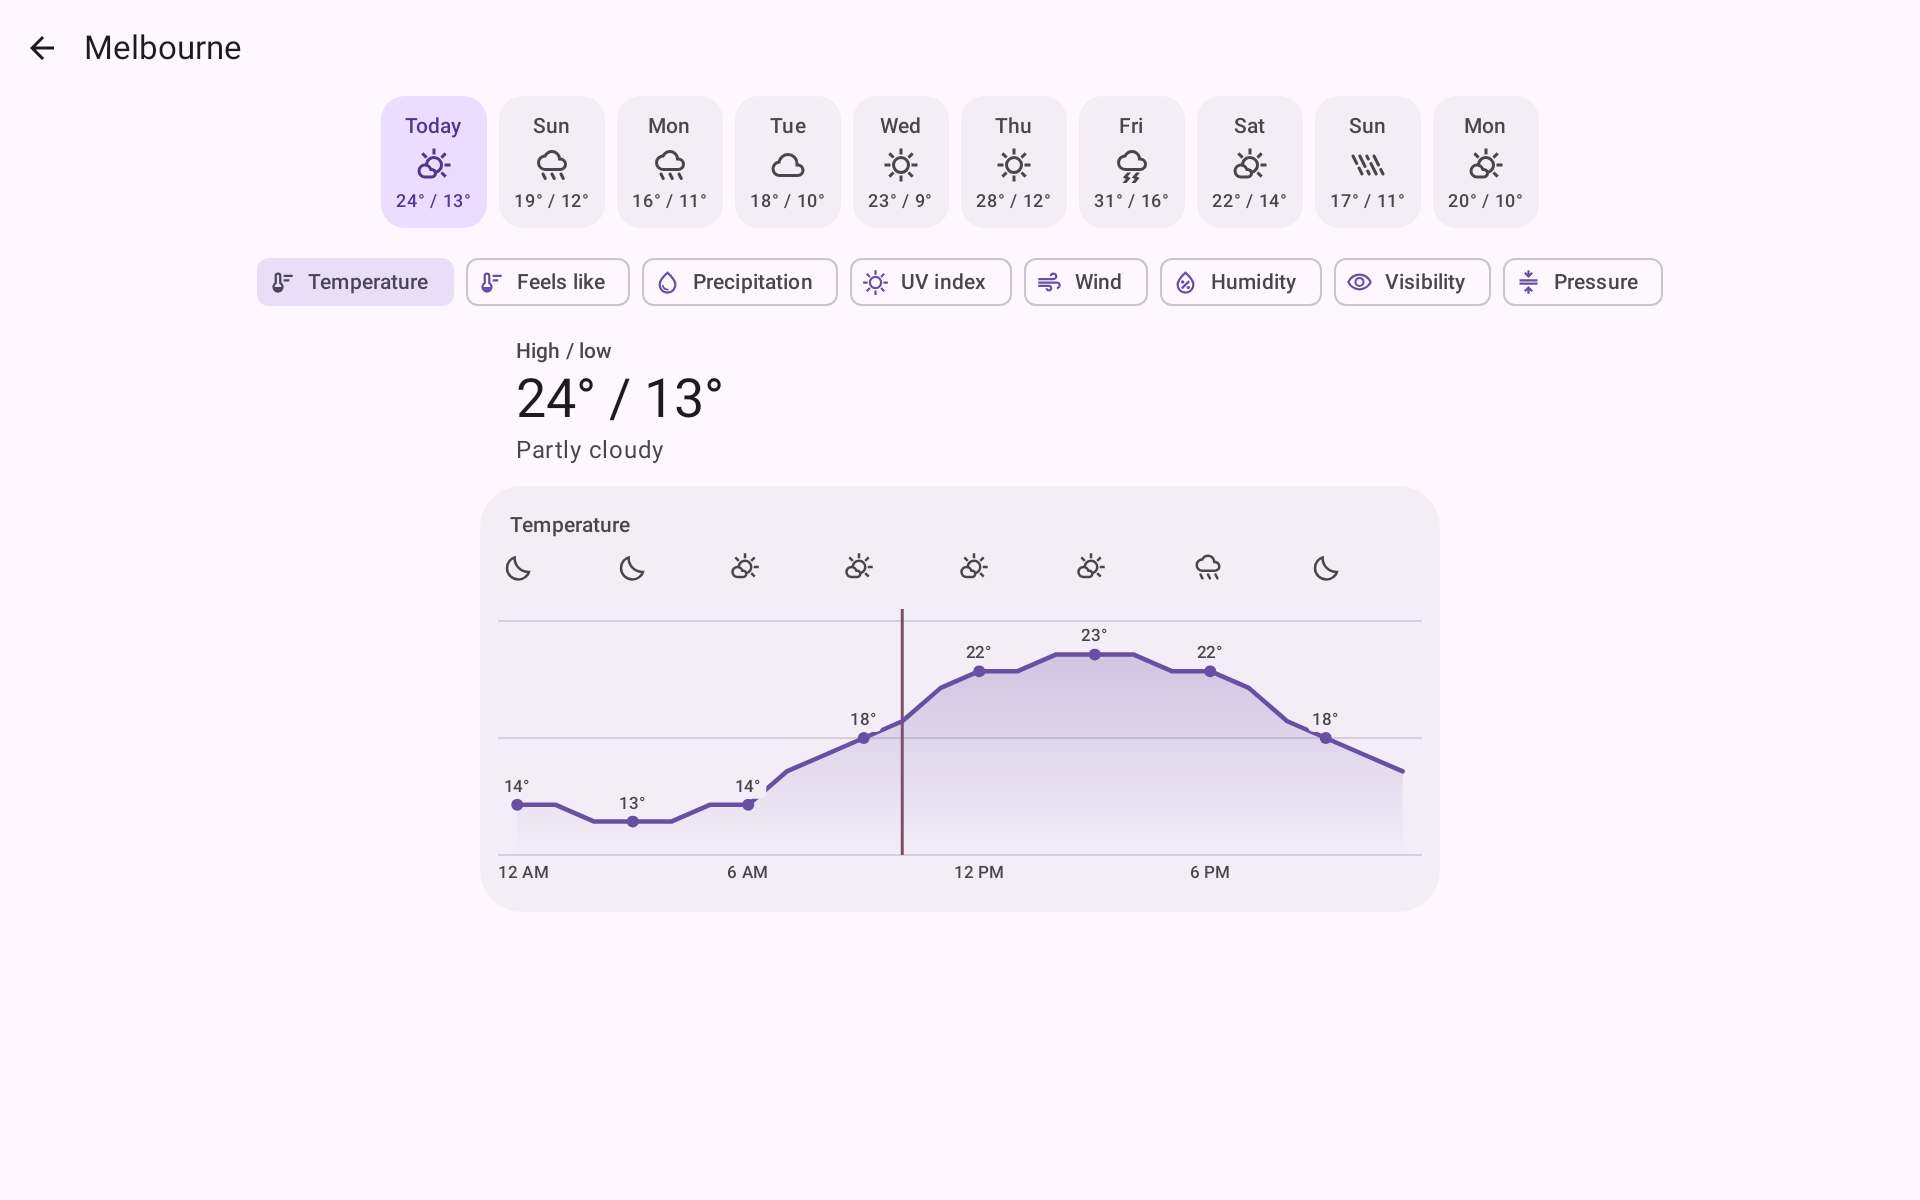 Melbourne
Today Sun Mon Tue Wed Thu Fri Sat Sun Mon
24° / 13° 19° / 12° 16° / 11° 18° / 10° 23° / 9° 28° / 12° 31° / 16° 22° / 14° 17° / 11° 20° / 10°
Temperature Feels like Precipitation UV index Wind Humidity Visibility Pressure
High / low
24° / 13°
Partly cloudy
Temperature
14° 13° 14° 18° 22° 23° 22° 18°
12 AM 6 AM 12 PM 6 PM